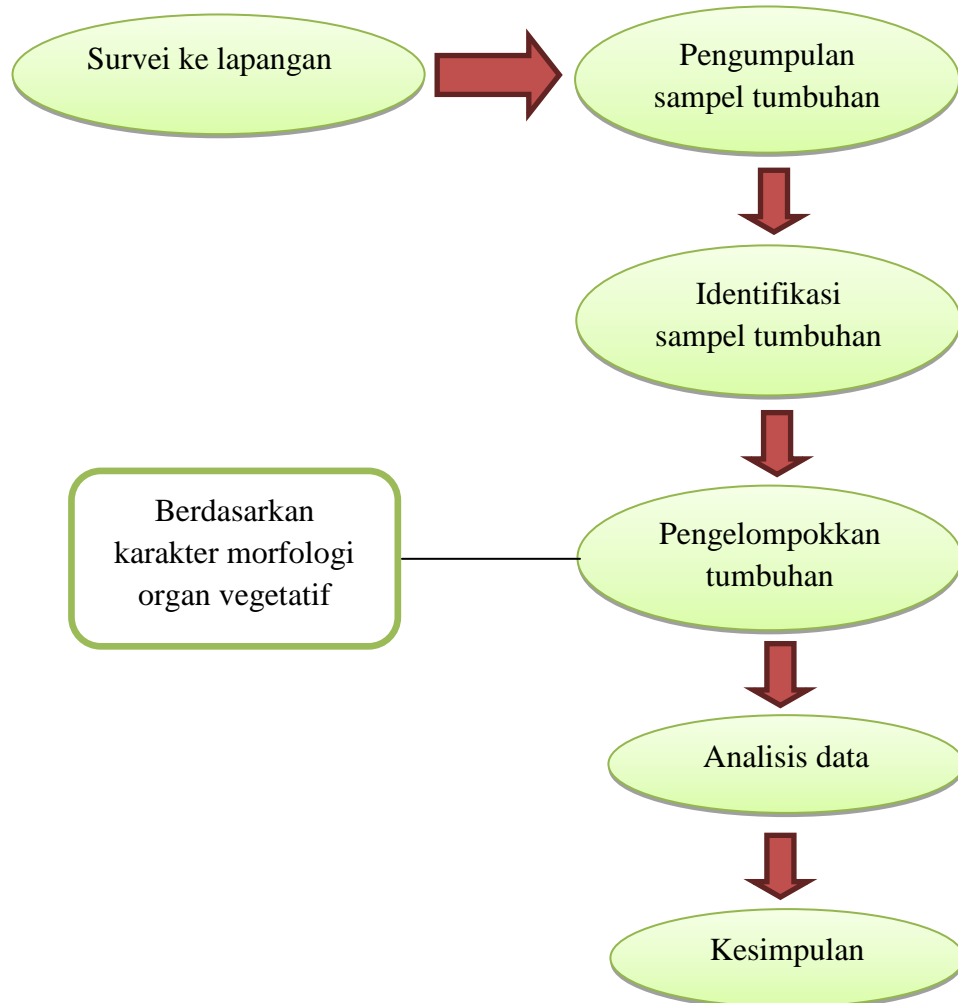 Survei ke lapangan
Pengumpulan
sampel tumbuhan
Identifikasi
sampel tumbuhan
Berdasarkan
karakter morfologi
organ vegetatif
Pengelompokkan
tumbuhan
Analisis data
Kesimpulan